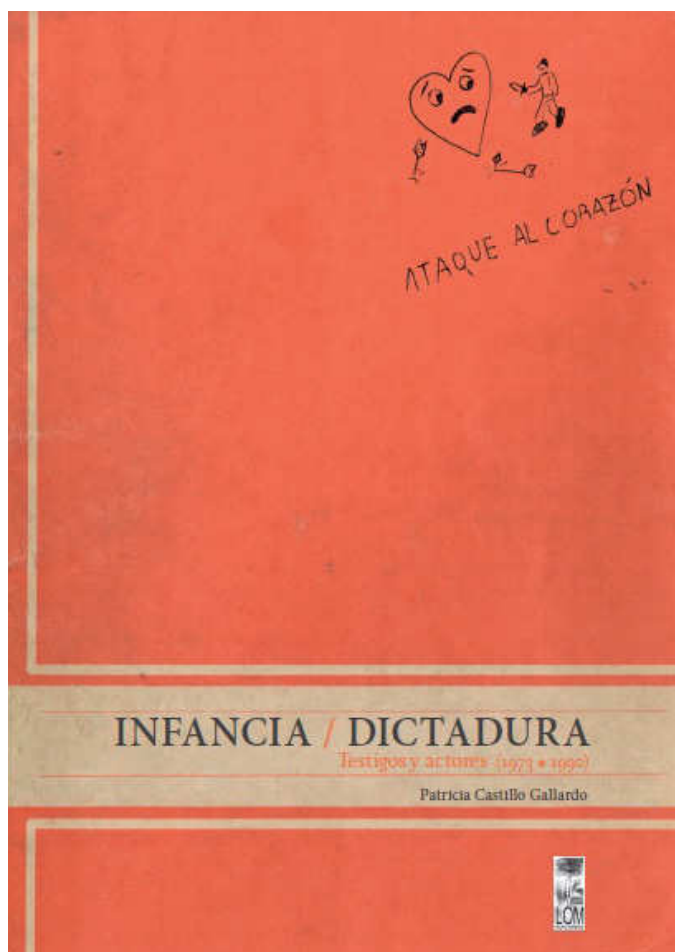 ATAQUE AL CORAZÓN
INFANCIA / DICTADURA
Testigos y actores (1973 • 1990)
Patricia Castillo Gallardo
LOM